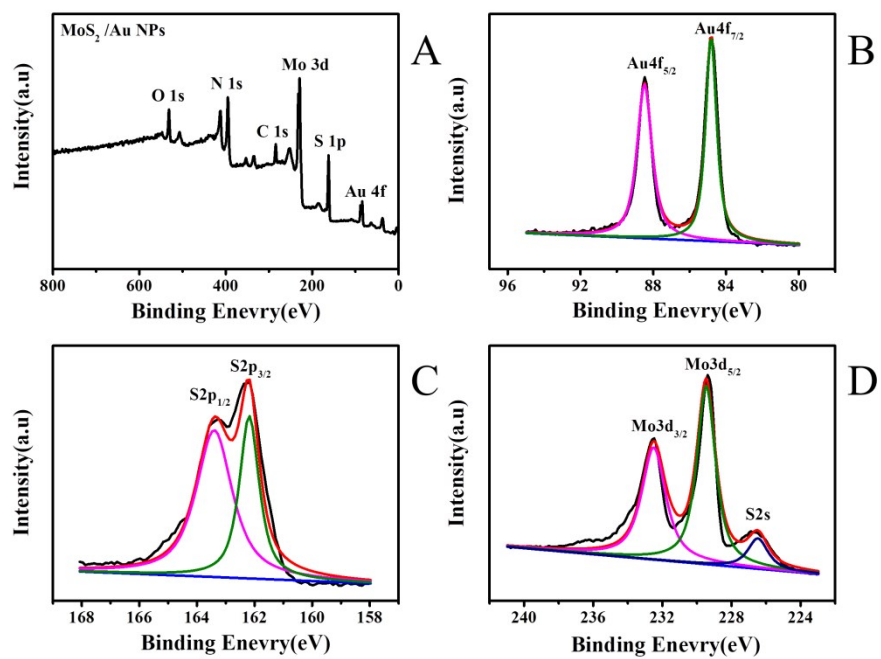 MoS₂ /Au NPs
A
Mo 3d
N 1s
O 1s
C 1s
S 1p
Au 4f
Intensity(a.u)
800 600 400 200 0
Binding Enevry(eV)
B
Au4f₇/₂
Au4f₅/₂
Intensity(a.u)
96 92 88 84 80
Binding Enevry(eV)
C
S2p₃/₂
S2p₁/₂
Intensity(a.u)
168 166 164 162 160 158
Binding Enevry(eV)
D
Mo3d₅/₂
Mo3d₃/₂
S2s
Intensity(a.u)
240 236 232 228 224
Binding Enevry(eV)